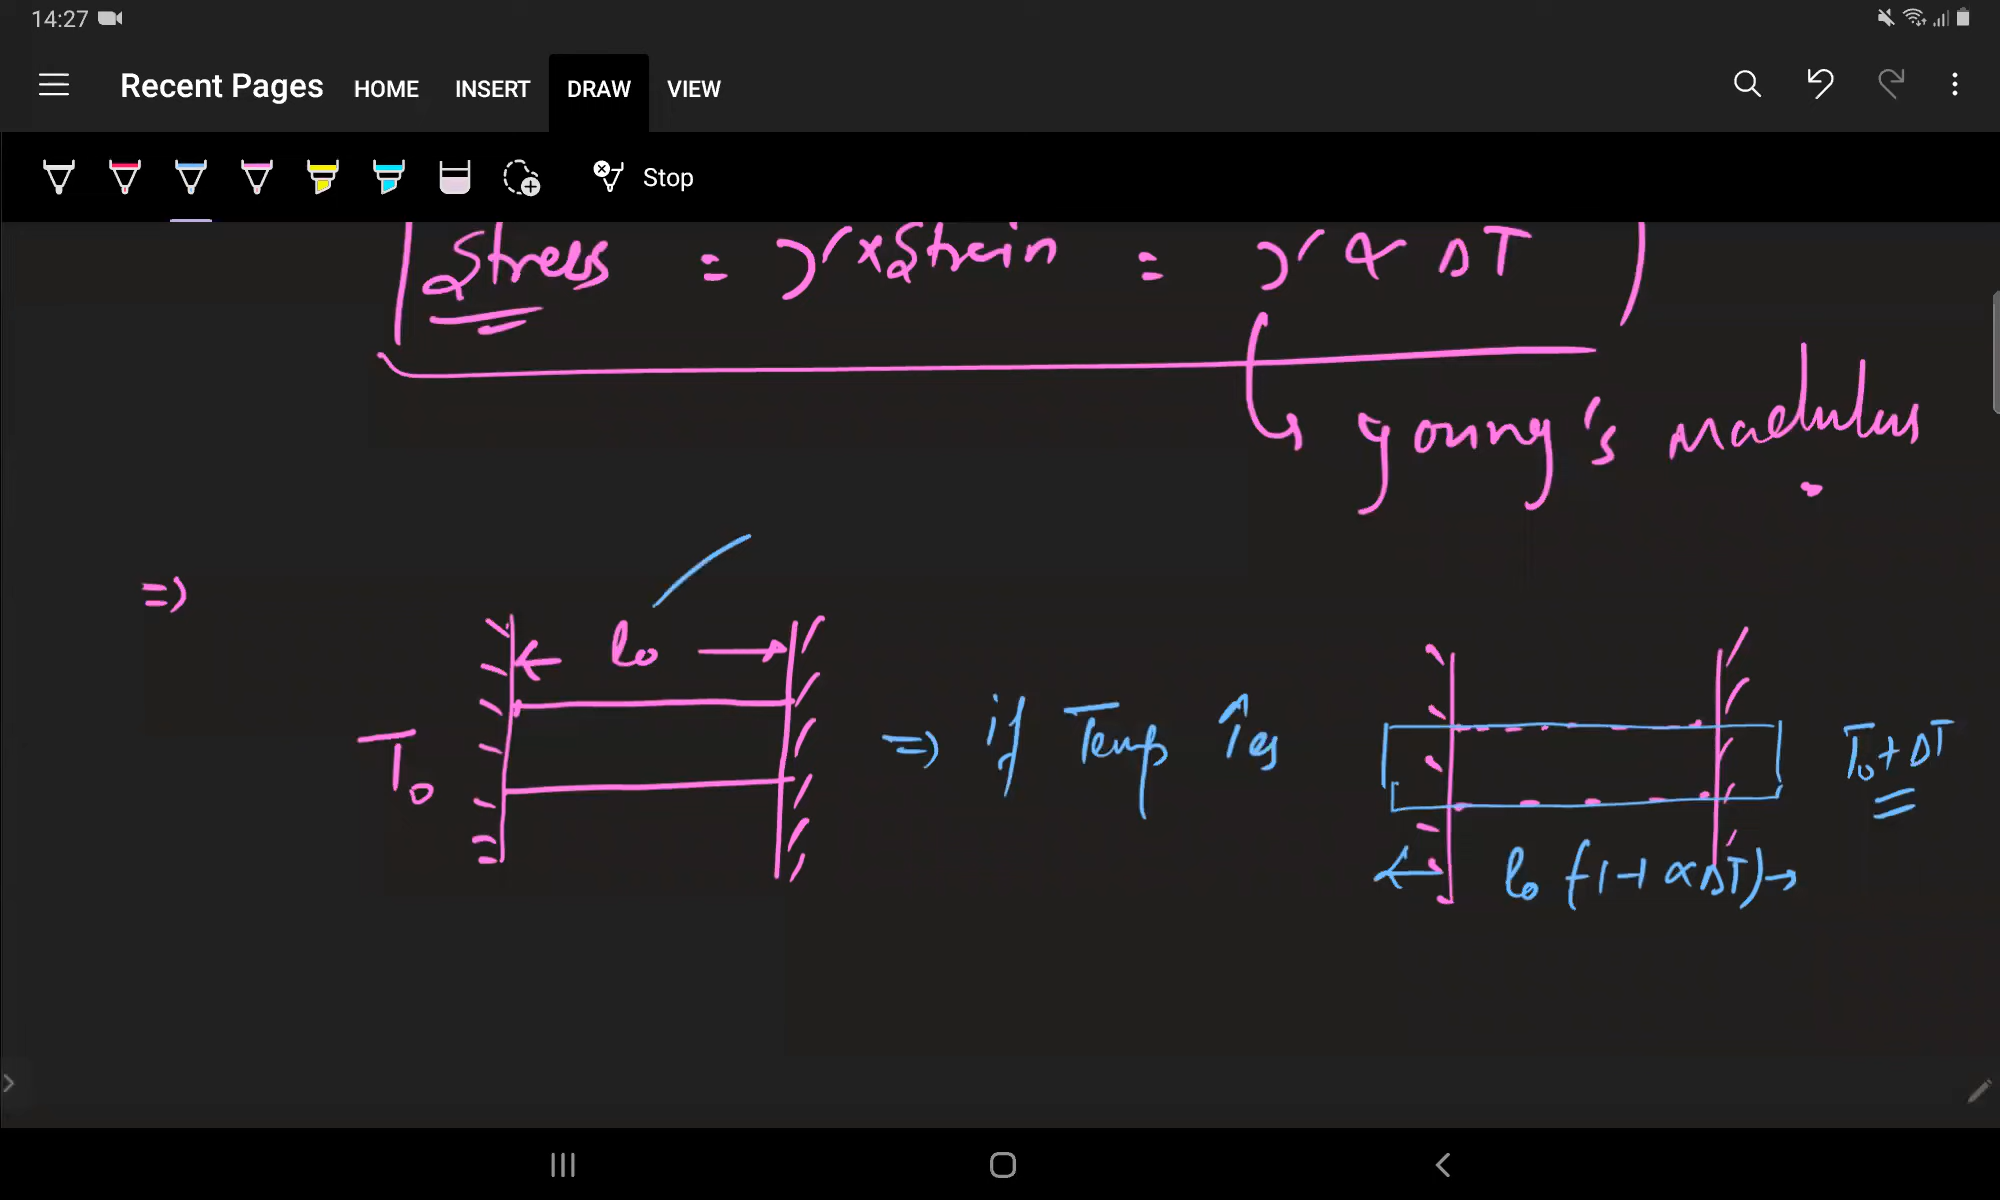 14:27
Recent Pages HOME INSERT DRAW VIEW
Stop
Stress = Y x Strain = Y α ΔT
young's modulus
=>
l₀
T₀
=> if Temp ↑es
T₀ + ΔT
l₀ (1 + α ΔT)